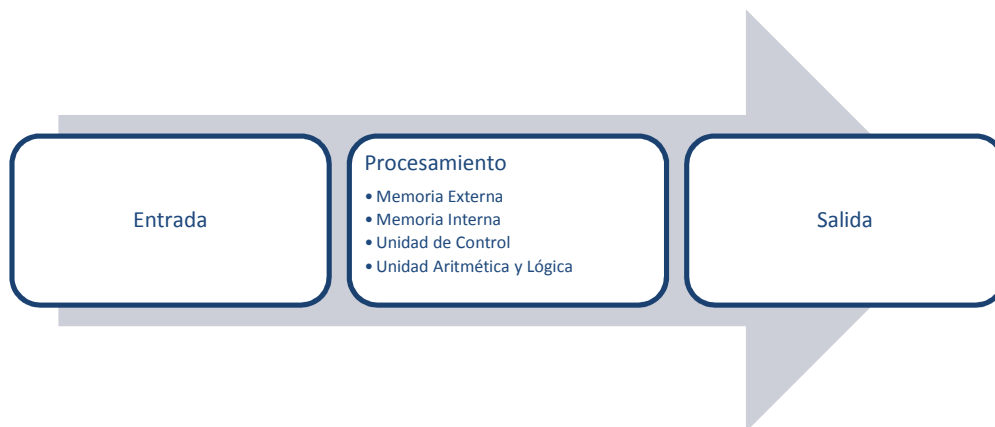 Entrada
Procesamiento
• Memoria Externa
• Memoria Interna
• Unidad de Control
• Unidad Aritmética y Lógica
Salida